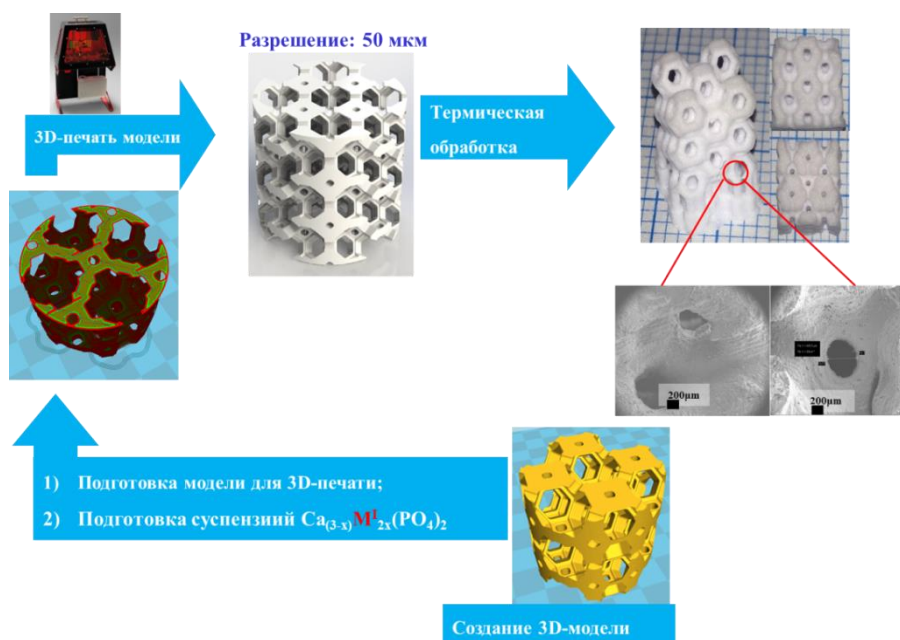 Разрешение: 50 мкм
3D-печать модели
Термическая
обработка
200μm
200μm
1) Подготовка модели для 3D-печати;
2) Подготовка суспензиий Ca(3-x)MI2x(PO4)2
Создание 3D-модели